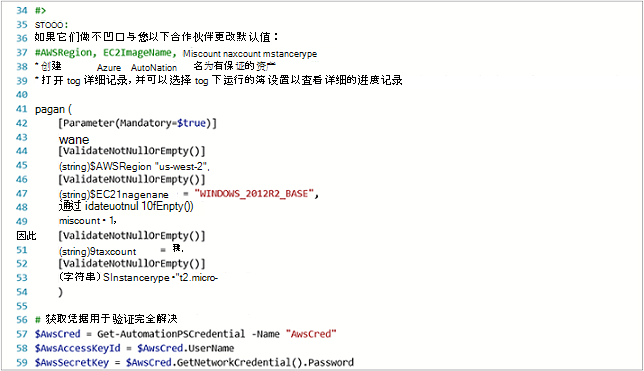 34 #>
35 STOOO:
36 如果它们做不凹口与您以下合作伙伴更改默认值：
37 #AWSRegion, EC2ImageName, Miscount naxcount mstancerype
38 * 创建 Azure AutoNation 名为有保证的资产
39 * 打开 tog 详细记录, 并可以选择 tog 下运行的簿设置以查看详细的进度记录
40
41 pagan (
42 [Parameter(Mandatory=$true)]
43 wane
44 [ValidateNotNullOrEmpty()]
45 (string)$AWSRegion "us-west-2",
46 [ValidateNotNullOrEmpty()]
47 (string)$EC21nagenane = "WINDOWS_2012R2_BASE",
48 通过 idateuotnul 10fEnpty())
49 miscount • 1,
因此 [ValidateNotNullOrEmpty()]
51 (string)9taxcount =
52 [ValidateNotNullOrEmpty()]
53 (字符串) SInstancerype •"t2.micro-
54 )
55
56 # 获取凭据用于验证完全解决
57 $AwsCred = Get-AutomationPSCredential -Name "AwsCred"
58 $AwsAccessKeyId = $AwsCred.UserName
59 $AwsSecretKey = $AwsCred.GetNetworkCredential().Password